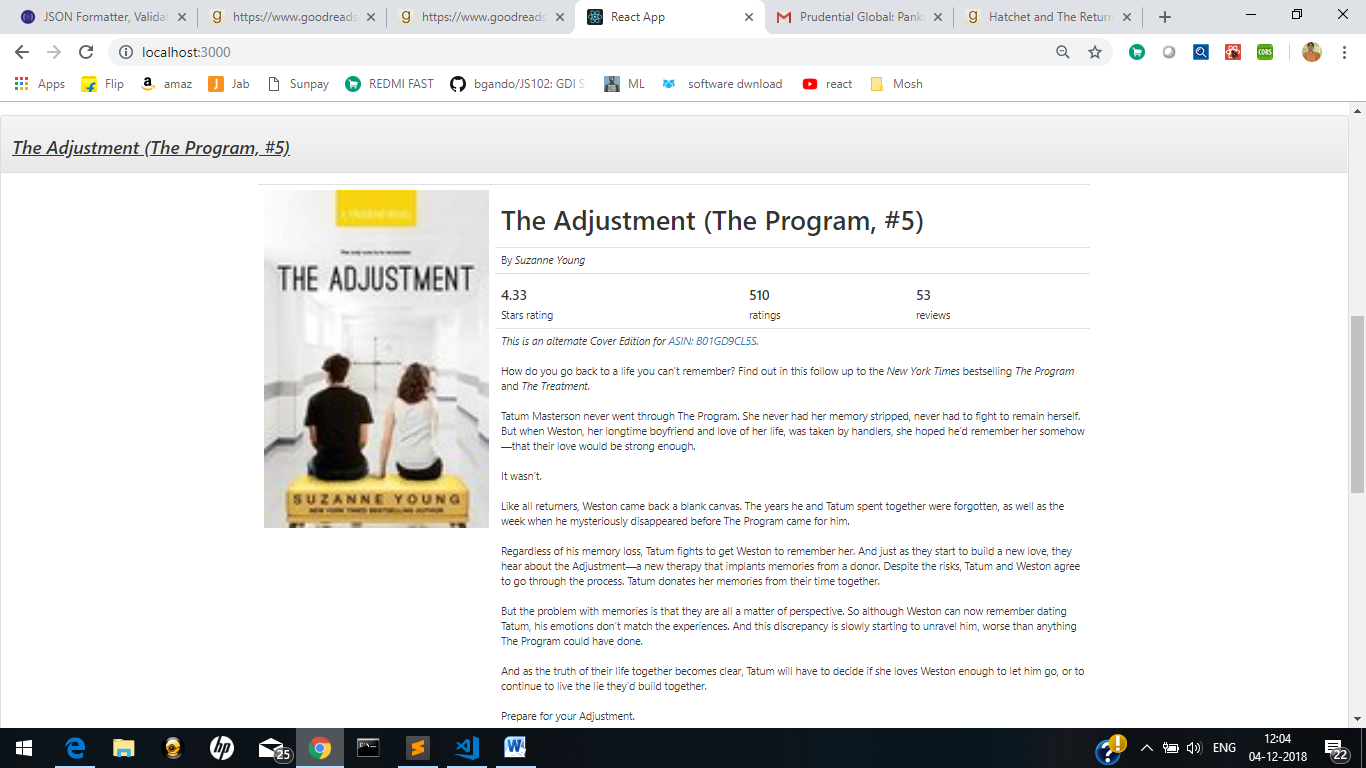 JSON Formatter, Valida
https://www.goodreads
https://www.goodreads
React App
Prudential Global: Panka
Hatchet and The Return
localhost:3000
Apps
Flip
amaz
Jab
Sunpay
REDMI FAST
bgando/JS102: GDI S
ML
software dwnload
react
Mosh
The Adjustment (The Program, #5)
A PROGRAM NOVEL
THE ADJUSTMENT
SUZANNE YOUNG
NEW YORK TIMES BESTSELLING AUTHOR
The Adjustment (The Program, #5)
By Suzanne Young
4.33 510 53
Stars rating ratings reviews
This is an alternate Cover Edition for ASIN: B01GD9CL5S.
How do you go back to a life you can't remember? Find out in this follow up to the New York Times bestselling The Program
and The Treatment.
Tatum Masterson never went through The Program. She never had her memory stripped, never had to fight to remain herself.
But when Weston, her longtime boyfriend and love of her life, was taken by handlers, she hoped he'd remember her somehow
—that their love would be strong enough.
It wasn't.
Like all returners, Weston came back a blank canvas. The years he and Tatum spent together were forgotten, as well as the
week when he mysteriously disappeared before The Program came for him.
Regardless of his memory loss, Tatum fights to get Weston to remember her. And just as they start to build a new love, they
hear about the Adjustment—a new therapy that implants memories from a donor. Despite the risks, Tatum and Weston agree
to go through the process. Tatum donates her memories from their time together.
But the problem with memories is that they are all a matter of perspective. So although Weston can now remember dating
Tatum, his emotions don't match the experiences. And this discrepancy is slowly starting to unravel him, worse than anything
The Program could have done.
And as the truth of their life together becomes clear, Tatum will have to decide if she loves Weston enough to let him go, or to
continue to live the lie they'd build together.
Prepare for your Adjustment.
25
ENG
12:04
04-12-2018
22